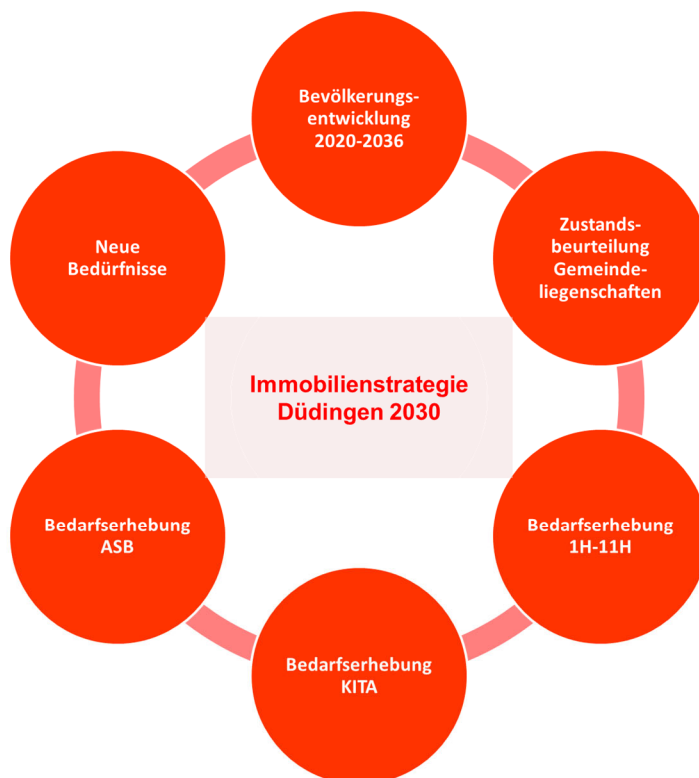 Bevölkerungs-
entwicklung
2020-2036
Zustands-
beurteilung
Gemeinde-
liegenschaften
Neue
Bedürfnisse
Immobilienstrategie
Düdingen 2030
Bedarfserhebung
ASB
Bedarfserhebung
1H-11H
Bedarfserhebung
KITA